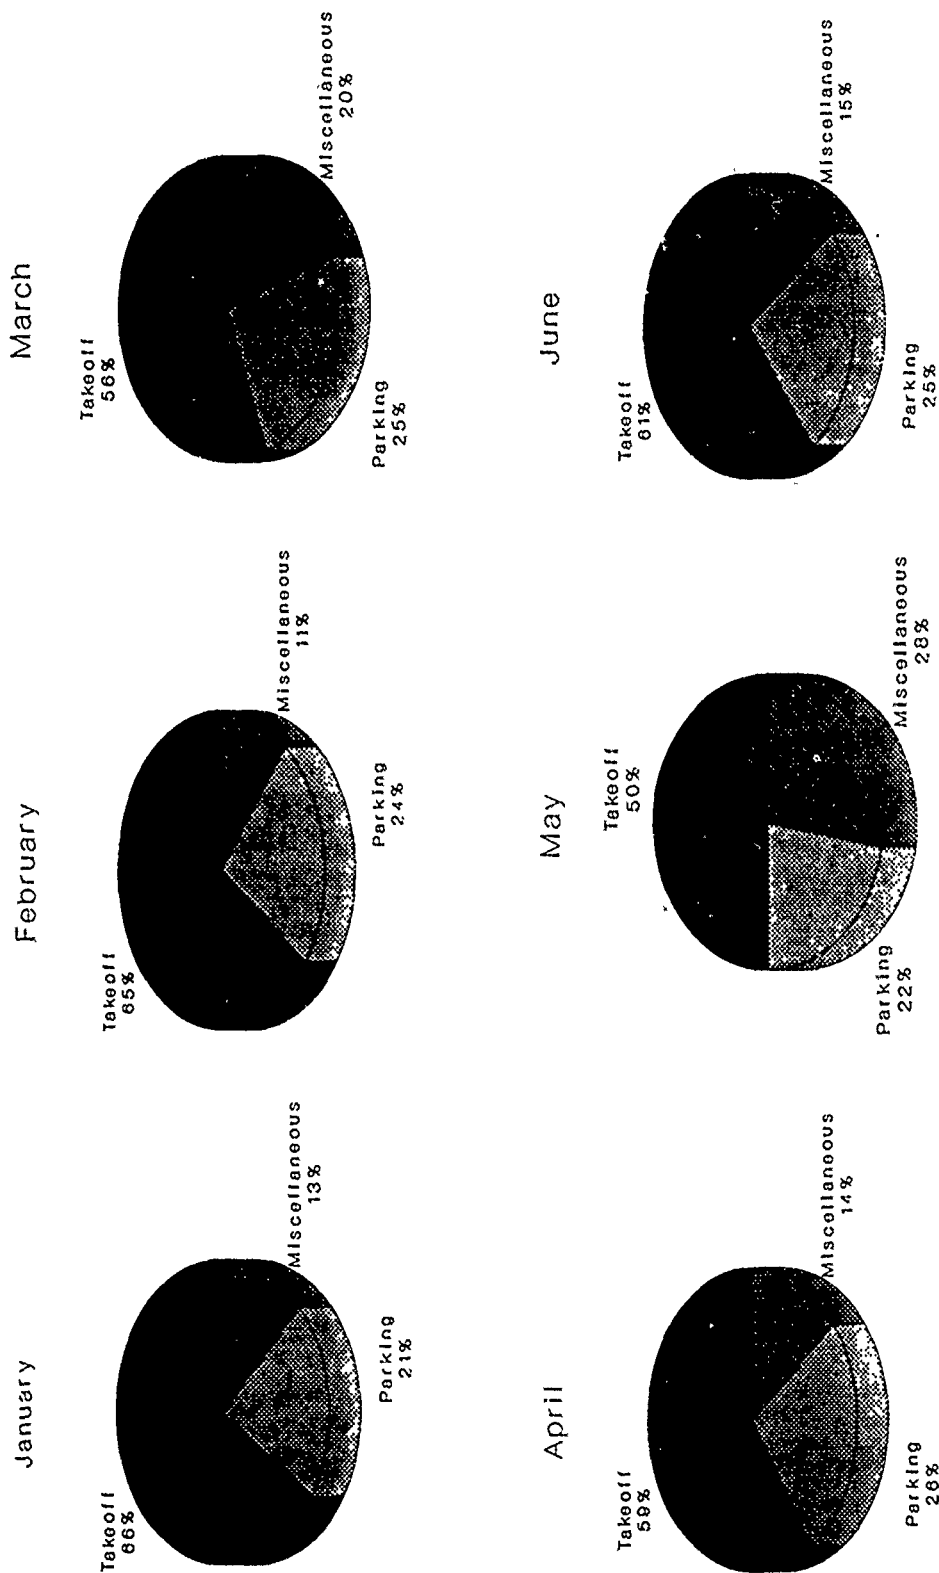 January
Takeoff
66%
Miscellaneous
13%
Parking
21%
February
Takeoff
65%
Miscellaneous
11%
Parking
24%
March
Takeoff
56%
Miscellaneous
20%
Parking
25%
April
Takeoff
59%
Miscellaneous
14%
Parking
26%
May
Takeoff
50%
Miscellaneous
28%
Parking
22%
June
Takeoff
61%
Miscellaneous
15%
Parking
25%